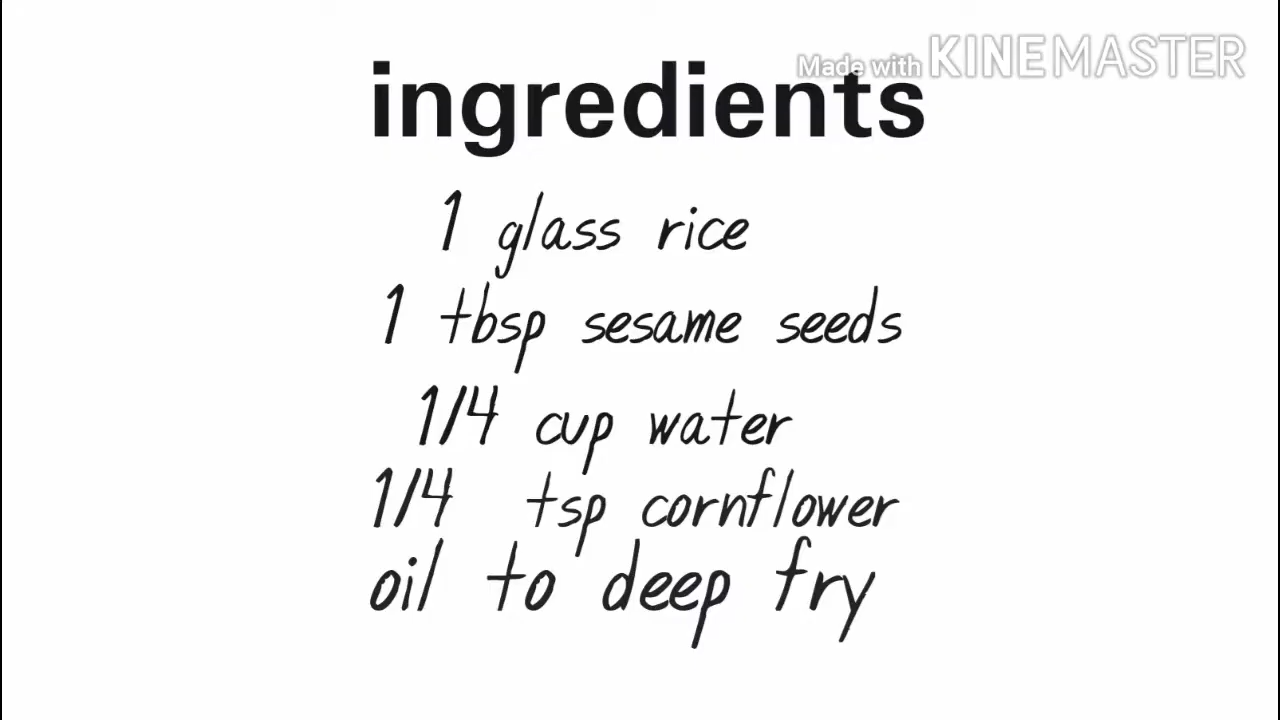 Made with KINEMASTER
ingredients
1 glass rice
1 tbsp sesame seeds
1/4 cup water
1/4 tsp cornflower
oil to deep fry